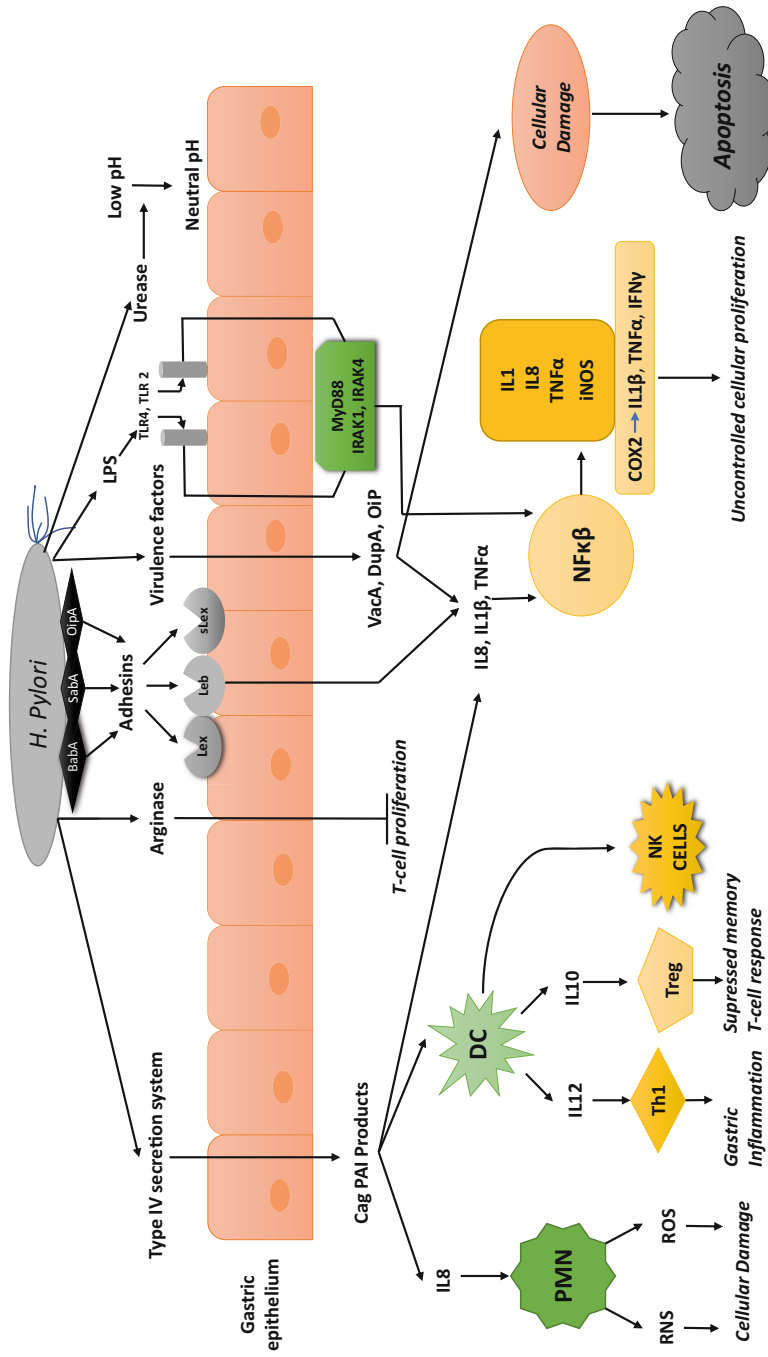 H. Pylori
BabA
SabA
OipA
Adhesins
Lex
Leb
sLex
Type IV secretion system
Arginase
Virulence factors
LPS
TLR4, TLR 2
Urease
Low pH
Neutral pH
Gastric
epithelium
MyD88
IRAK1, IRAK4
Cag PAI Products
T-cell proliferation
VacA, DupA, OiP
IL8
IL8, IL1β, TNFα
PMN
DC
NFκβ
IL1
IL8
TNFα
iNOS
COX2
IL1β, TNFα, IFNγ
Cellular
Damage
RNS
ROS
IL12
IL10
Th1
Treg
NK
CELLS
Cellular Damage
Gastric
Inflammation
Supressed memory
T-cell response
Uncontrolled cellular proliferation
Apoptosis